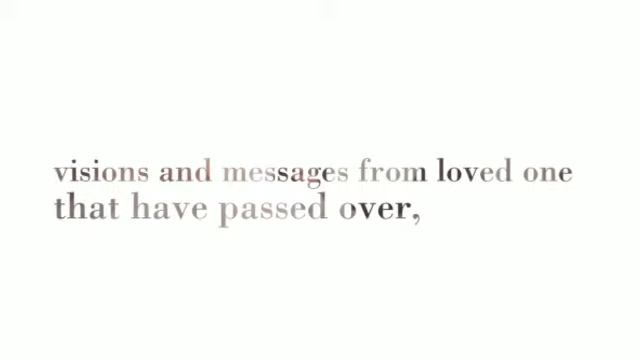 visions and messages from loved one
that have passed over,